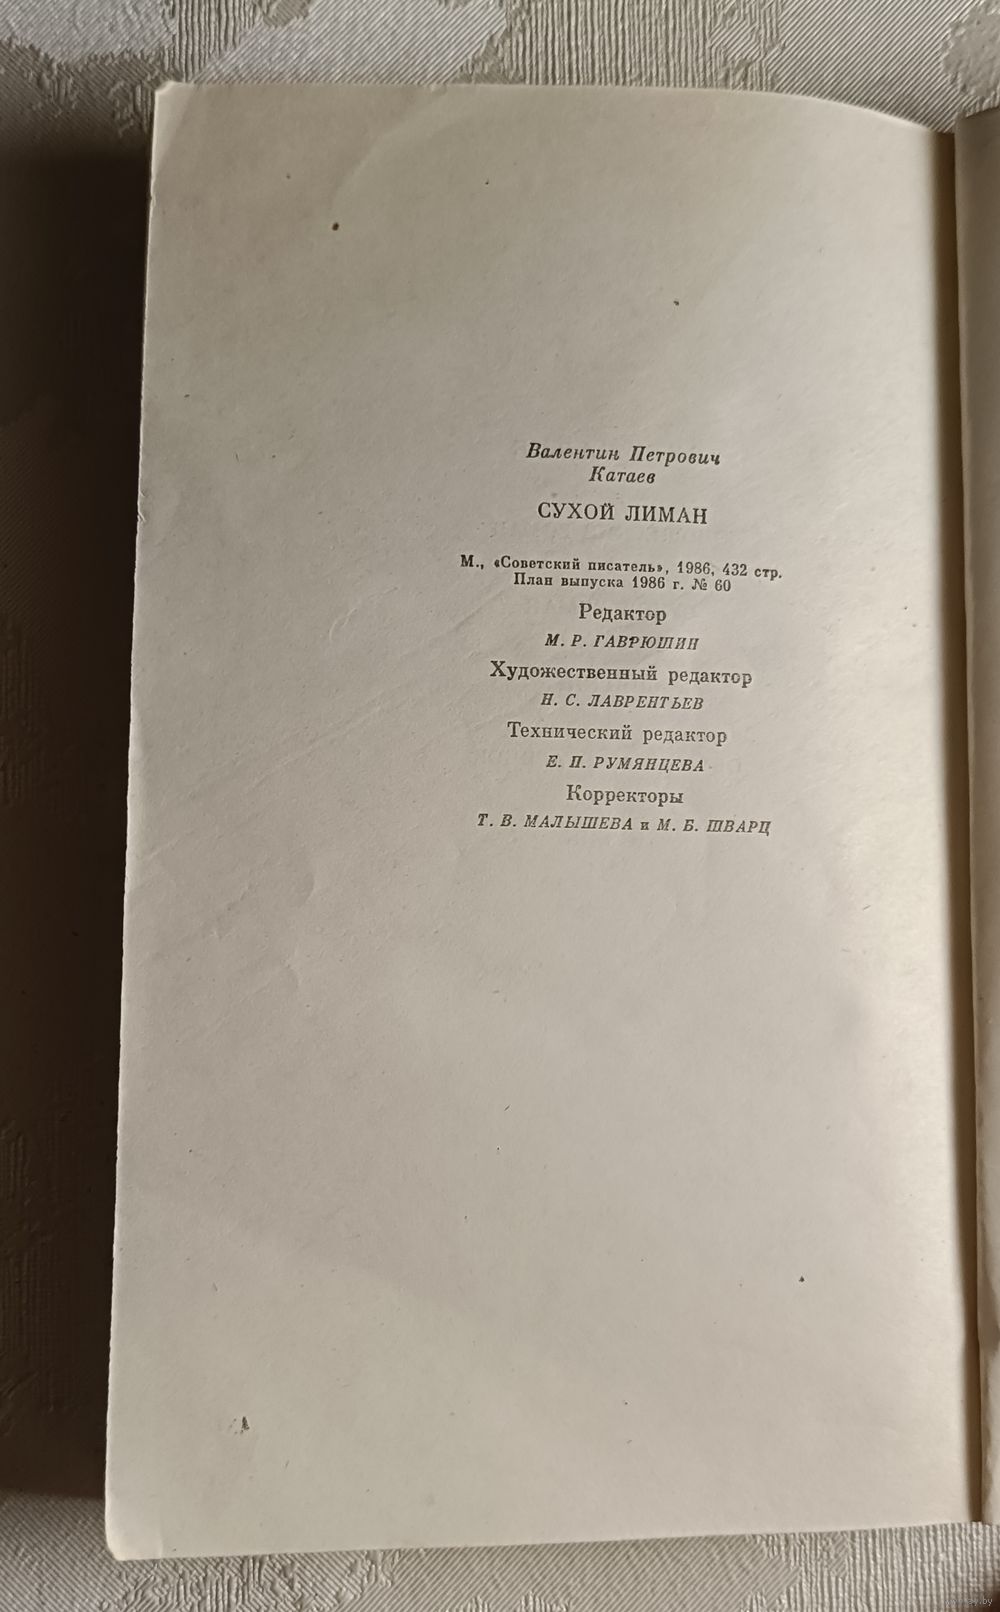 Валентин Петрович
Катаев
СУХОЙ ЛИМАН
М., «Советский писатель», 1986, 432 стр.
План выпуска 1986 г. № 60
Редактор
М. Р. ГАВРЮШИН
Художественный редактор
Н. С. ЛАВРЕНТЬЕВ
Технический редактор
Е. П. РУМЯНЦЕВА
Корректоры
Т. В. МАЛЫШЕВА и М. Б. ШВАРЦ